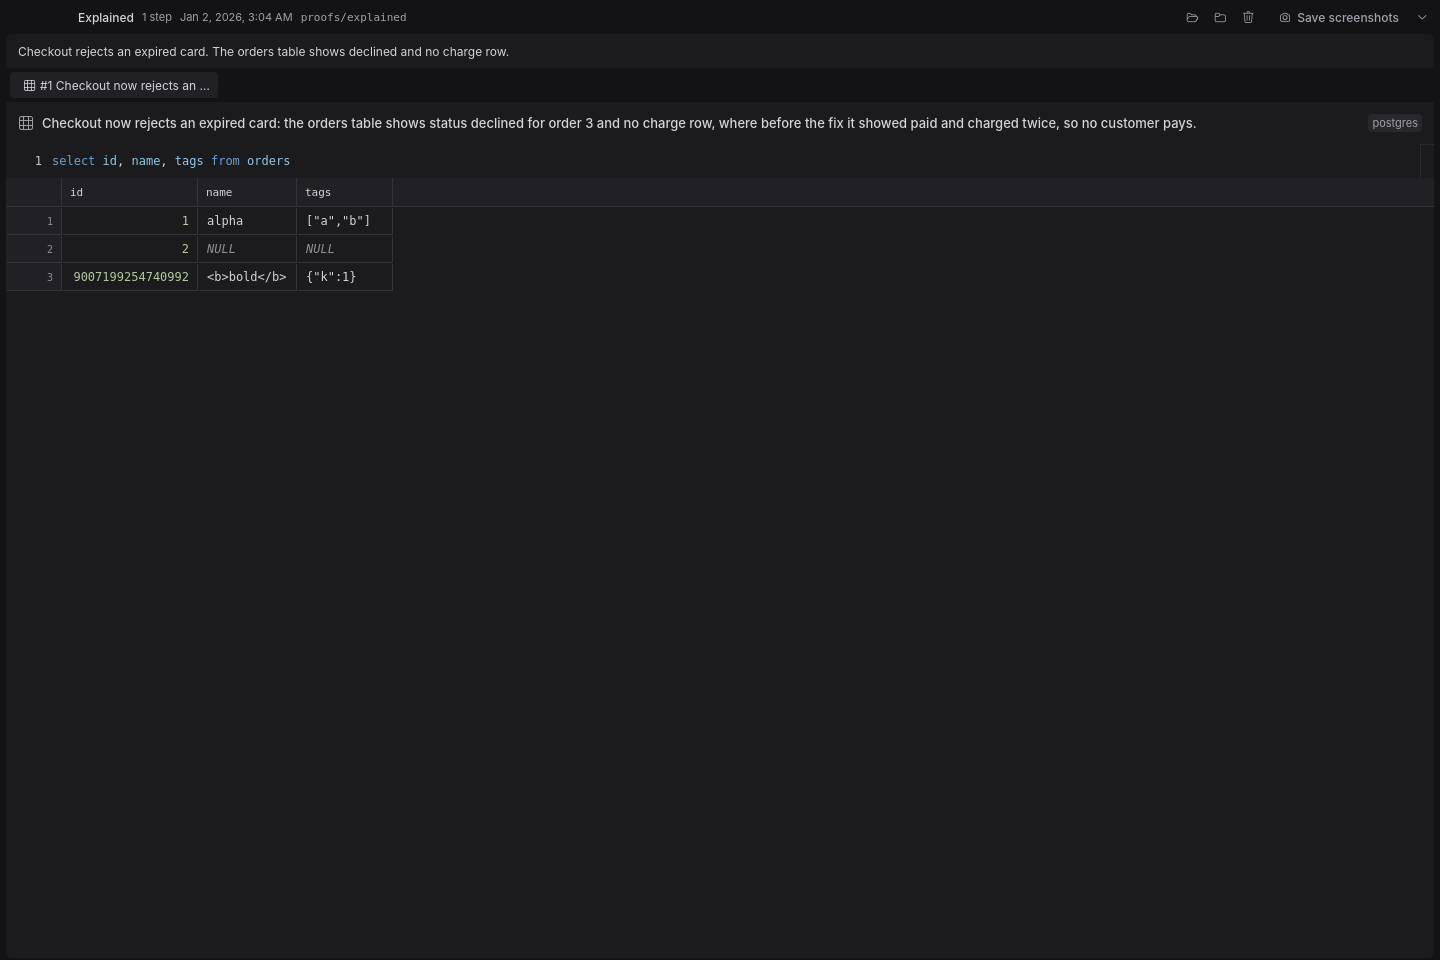 Explained 1 step Jan 2, 2026, 3:04 AM proofs/explained Save screenshots
Checkout rejects an expired card. The orders table shows declined and no charge row.
#1 Checkout now rejects an ...
Checkout now rejects an expired card: the orders table shows status declined for order 3 and no charge row, where before the fix it showed paid and charged twice, so no customer pays. postgres
1 select id, name, tags from orders
id name tags
1 1 alpha ["a","b"]
2 2 NULL NULL
3 9007199254740992 <b>bold</b> {"k":1}